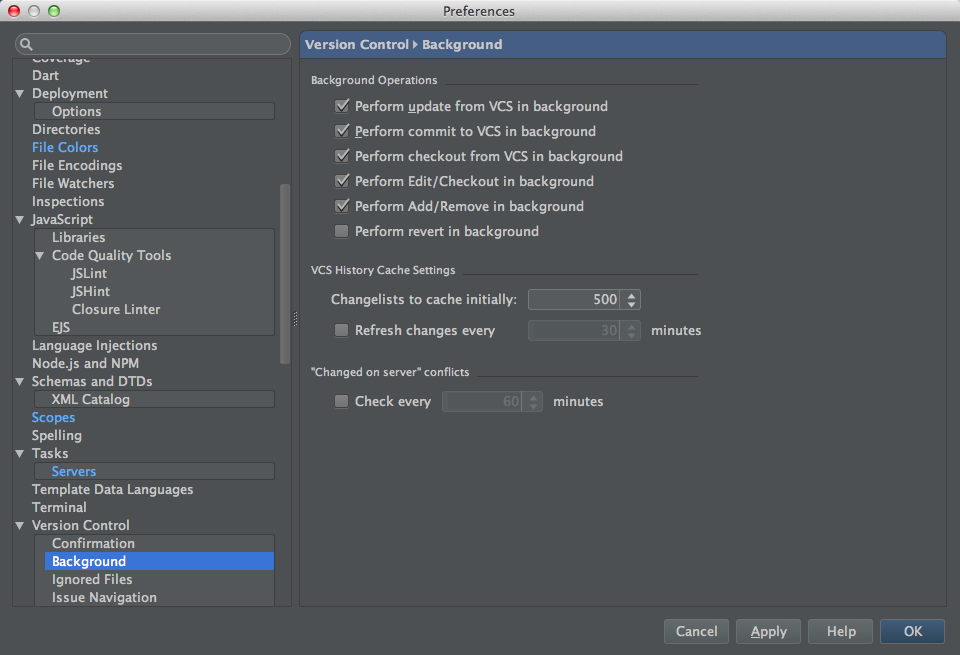 Preferences
Coverage
Dart
Deployment
Options
Directories
File Colors
File Encodings
File Watchers
Inspections
JavaScript
Libraries
Code Quality Tools
JSLint
JSHint
Closure Linter
EJS
Language Injections
Node.js and NPM
Schemas and DTDs
XML Catalog
Scopes
Spelling
Tasks
Servers
Template Data Languages
Terminal
Version Control
Confirmation
Background
Ignored Files
Issue Navigation
Version Control Background
Background Operations
Perform update from VCS in background
Perform commit to VCS in background
Perform checkout from VCS in background
Perform Edit/Checkout in background
Perform Add/Remove in background
Perform revert in background
VCS History Cache Settings
Changelists to cache initially: 500
Refresh changes every 30 minutes
"Changed on server" conflicts
Check every 60 minutes
Cancel Apply Help OK